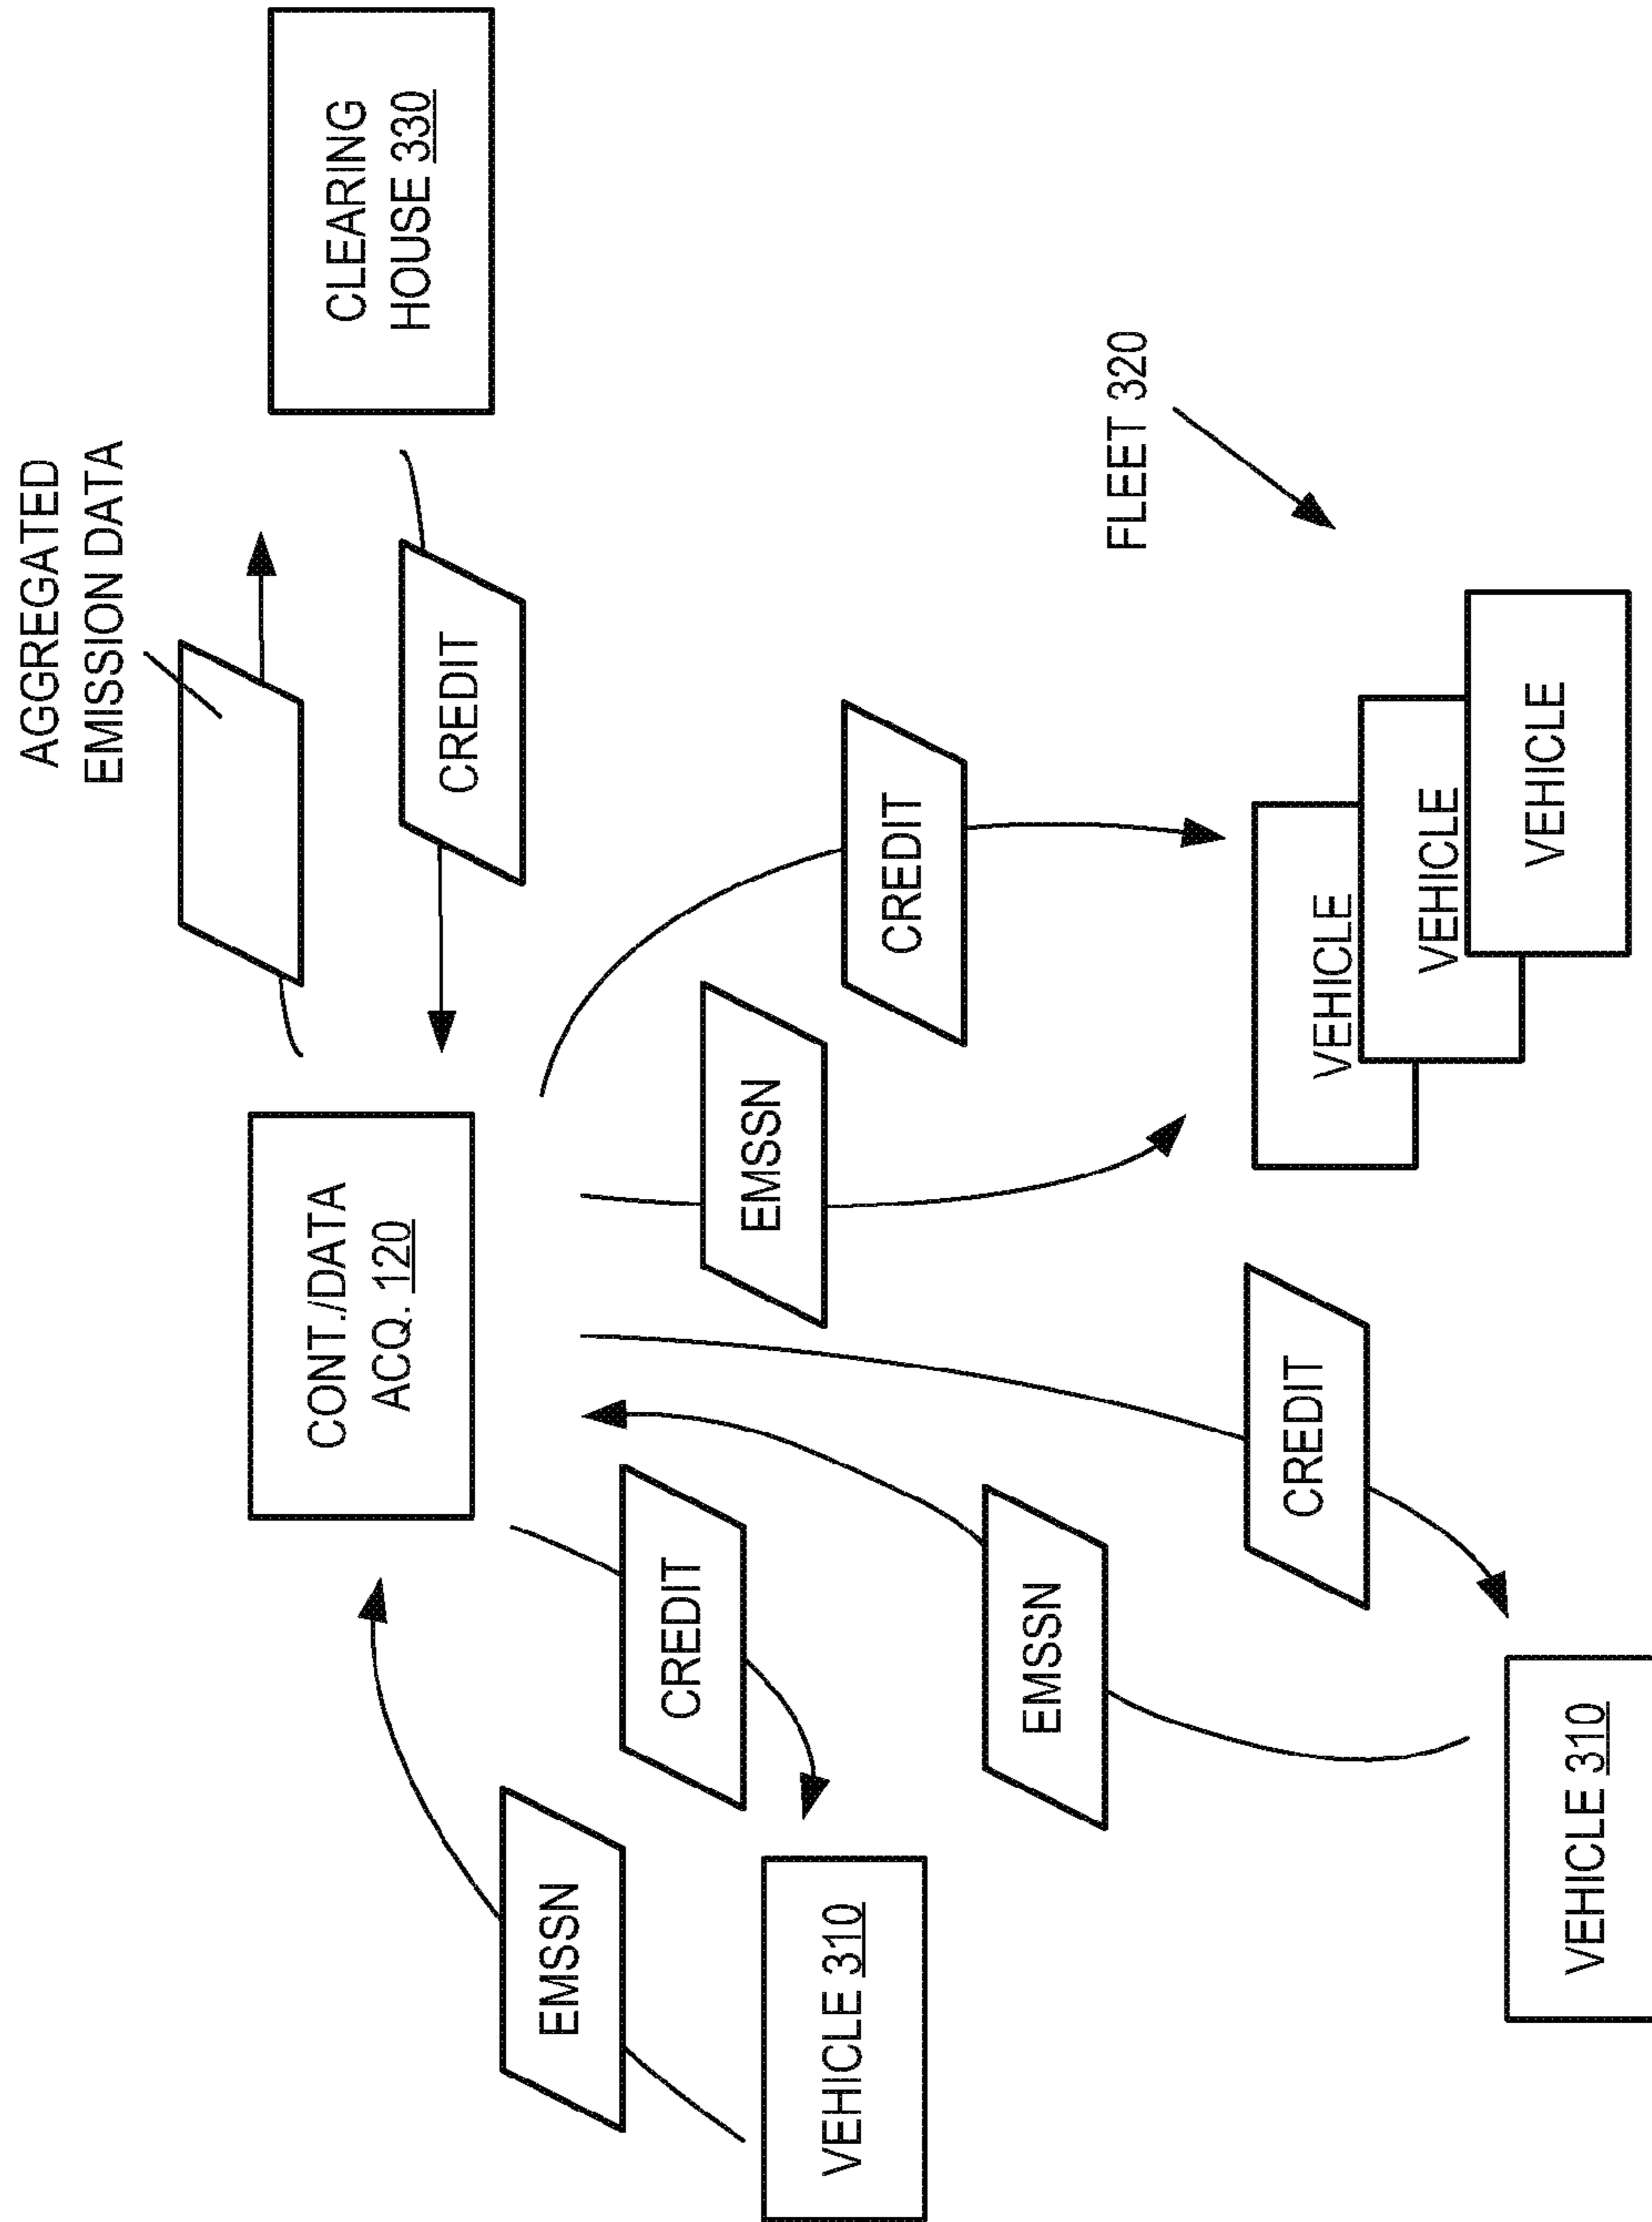 AGGREGATED
EMISSION DATA
CLEARING
HOUSE 330
CREDIT
CONT./DATA
ACQ. 120
EMSSN
CREDIT
EMSSN
CREDIT
VEHICLE 310
EMSSN
CREDIT
FLEET 320
VEHICLE
VEHICLE
VEHICLE
VEHICLE 310